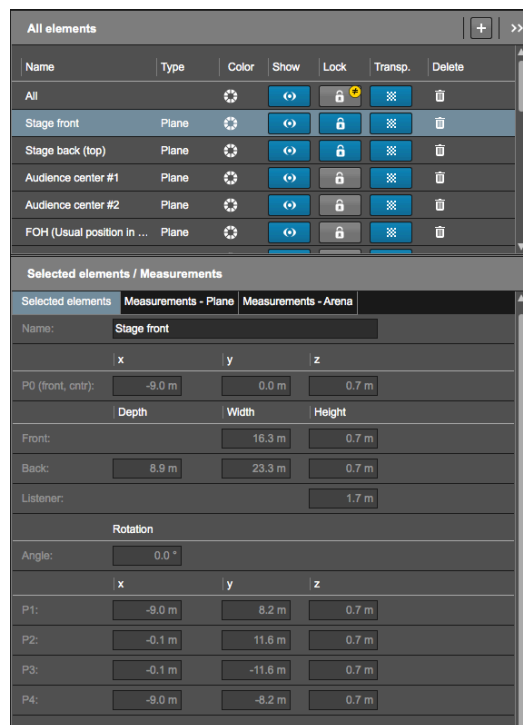 All elements + >>
Name Type Color Show Lock Transp. Delete
All ≠
Stage front Plane
Stage back (top) Plane
Audience center #1 Plane
Audience center #2 Plane
FOH (Usual position in ... Plane
Selected elements / Measurements
Selected elements Measurements - Plane Measurements - Arena
Name: Stage front
x y z
P0 (front, cntr): -9.0 m 0.0 m 0.7 m
Depth Width Height
Front: 16.3 m 0.7 m
Back: 8.9 m 23.3 m 0.7 m
Listener: 1.7 m
Rotation
Angle: 0.0 °
x y z
P1: -9.0 m 8.2 m 0.7 m
P2: -0.1 m 11.6 m 0.7 m
P3: -0.1 m -11.6 m 0.7 m
P4: -9.0 m -8.2 m 0.7 m